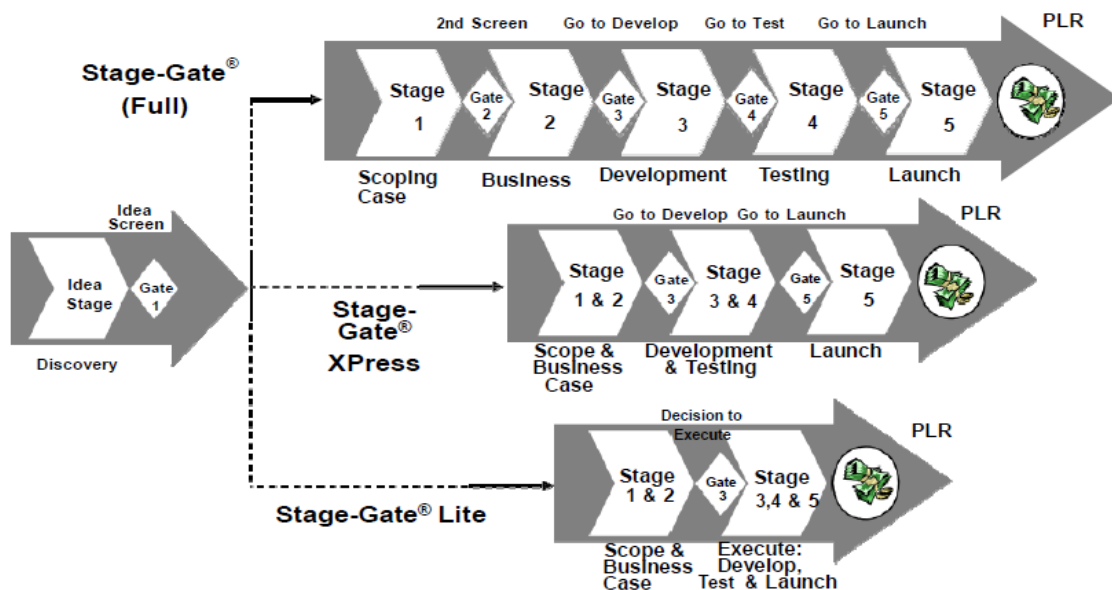 2nd Screen Go to Develop Go to Test Go to Launch PLR
Stage-Gate®
(Full)
Stage
1
Gate
2
Stage
2
Gate
3
Stage
3
Gate
4
Stage
4
Gate
5
Stage
5
Scoping
Case
Business
Development
Testing
Launch
Idea
Screen
Idea
Stage
Gate
1
Discovery
Go to Develop Go to Launch PLR
Stage-
Gate®
XPress
Stage
1 & 2
Gate
3
Stage
3 & 4
Gate
5
Stage
5
Scope &
Business
Case
Development
& Testing
Launch
Decision to
Execute
PLR
Stage-Gate® Lite
Stage
1 & 2
Gate
3
Stage
3,4 & 5
Scope &
Business
Case
Execute:
Develop,
Test & Launch